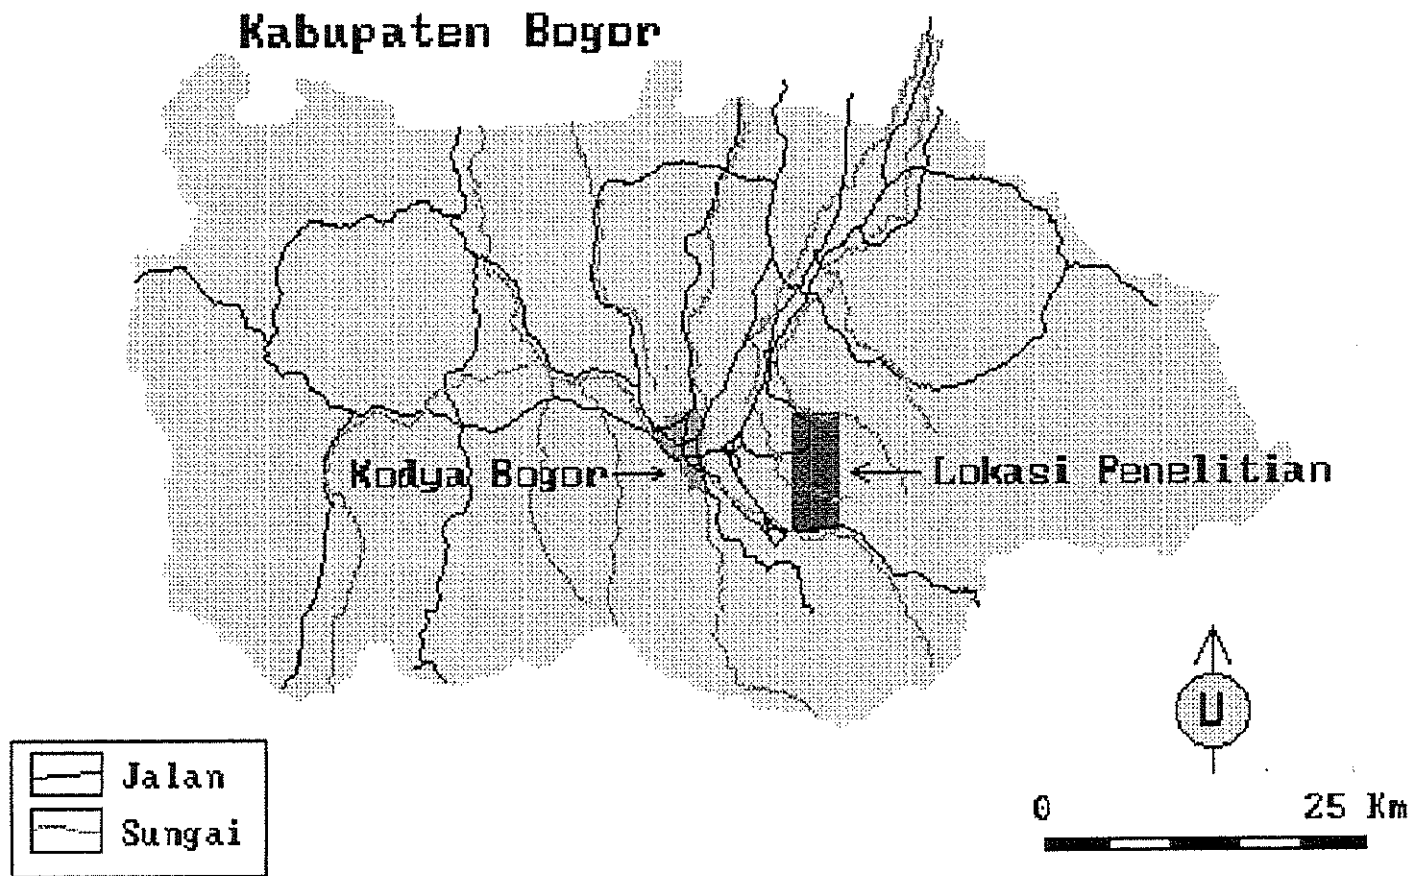 Kabupaten Bogor
Kodya Bogor
Lokasi Penelitian
U
Jalan
Sungai
0 25 Km